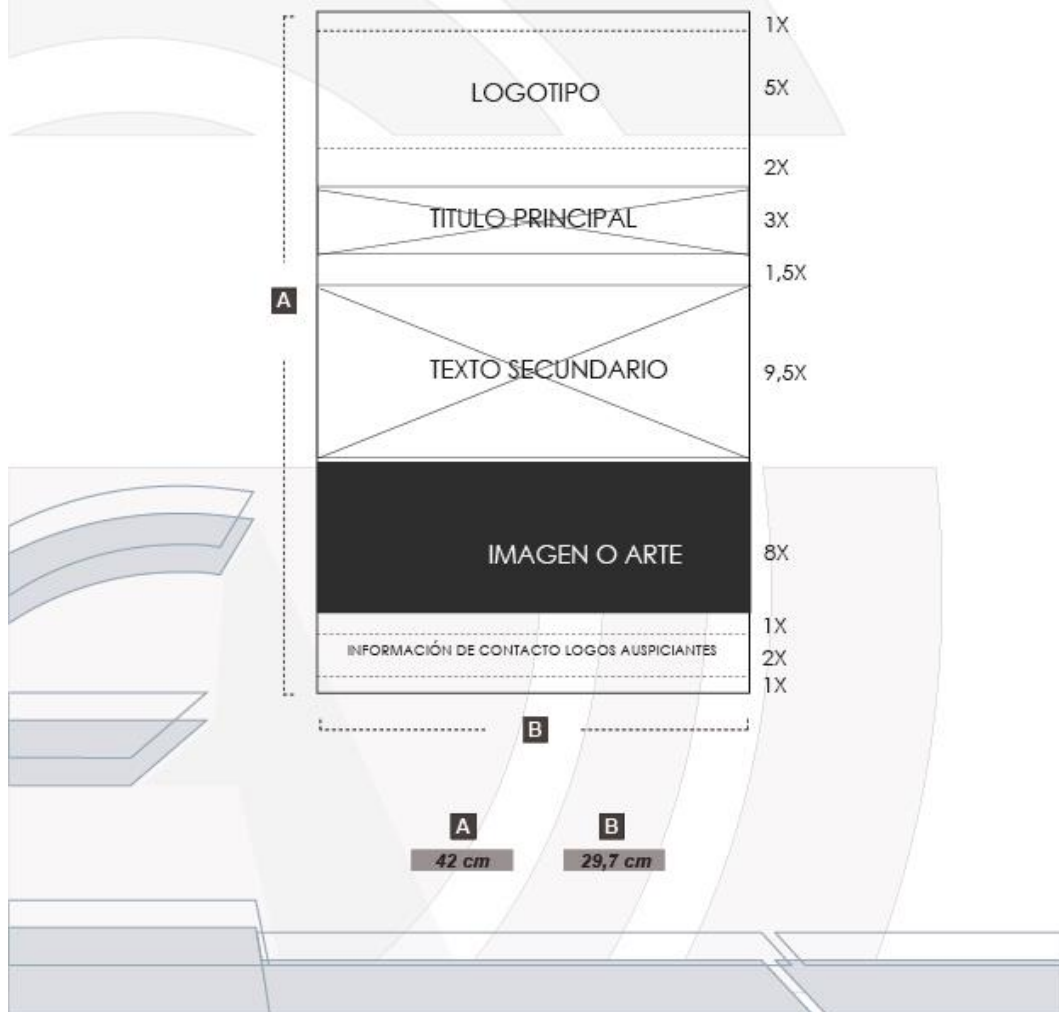 1X
LOGOTIPO
5X
2X
TITULO PRINCIPAL
3X
1,5X
A
TEXTO SECUNDARIO
9,5X
IMAGEN O ARTE
8X
1X
INFORMACIÓN DE CONTACTO LOGOS AUSPICIANTES
2X
1X
B
A B
42 cm 29,7 cm